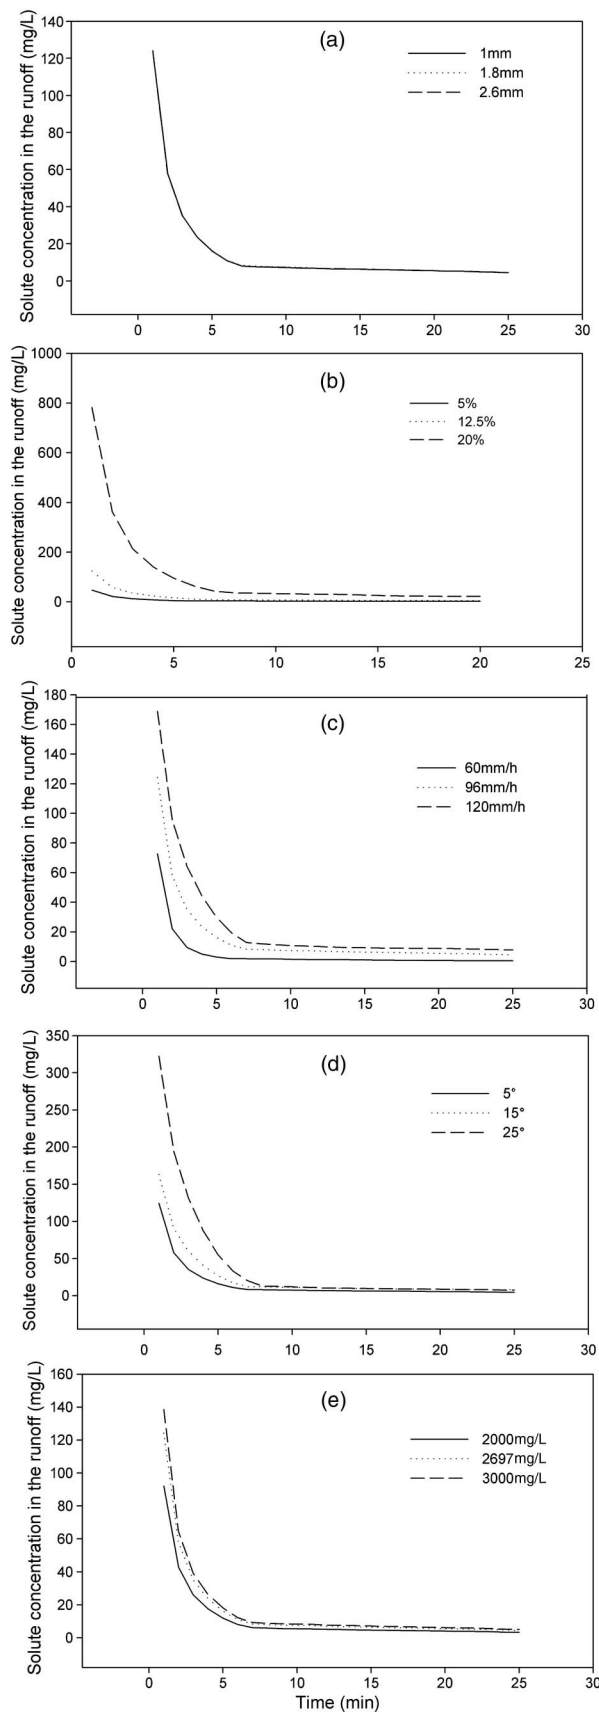 Solute concentration in the runoff (mg/L)
(a)
1mm
1.8mm
2.6mm
140
120
100
80
60
40
20
0
0 5 10 15 20 25 30
Solute concentration in the runoff (mg/L)
(b)
5%
12.5%
20%
1000
800
600
400
200
0
0 5 15 20 25
Solute concentration in the runoff (mg/L)
(c)
60mm/h
96mm/h
120mm/h
180
160
140
120
100
80
60
40
20
0
0 5 10 15 20 25 30
Solute concentration in the runoff (mg/L)
(d)
5°
15°
25°
350
300
250
200
150
100
50
0
0 5 10 15 20 25 30
Solute concentration in the runoff (mg/L)
(e)
2000mg/L
2697mg/L
3000mg/L
160
140
120
100
80
60
40
20
0
0 5 10 15 20 25 30
Time (min)